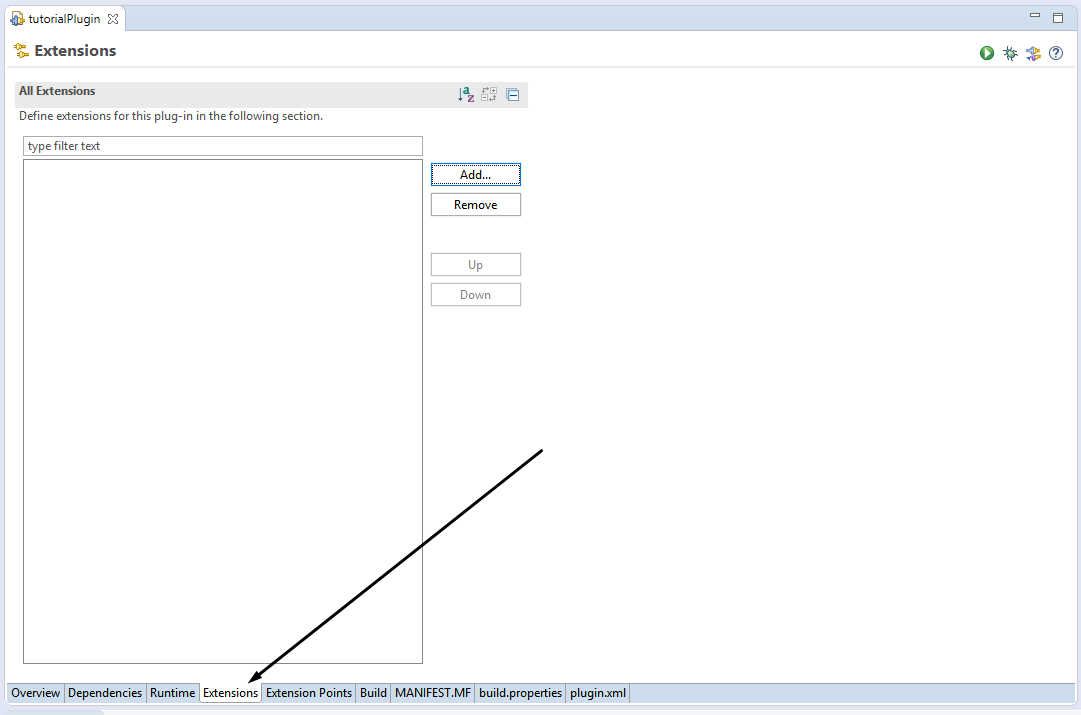 tutorialPlugin
Extensions
All Extensions
Define extensions for this plug-in in the following section.
type filter text
Add...
Remove
Up
Down
Overview Dependencies Runtime Extensions Extension Points Build MANIFEST.MF build.properties plugin.xml